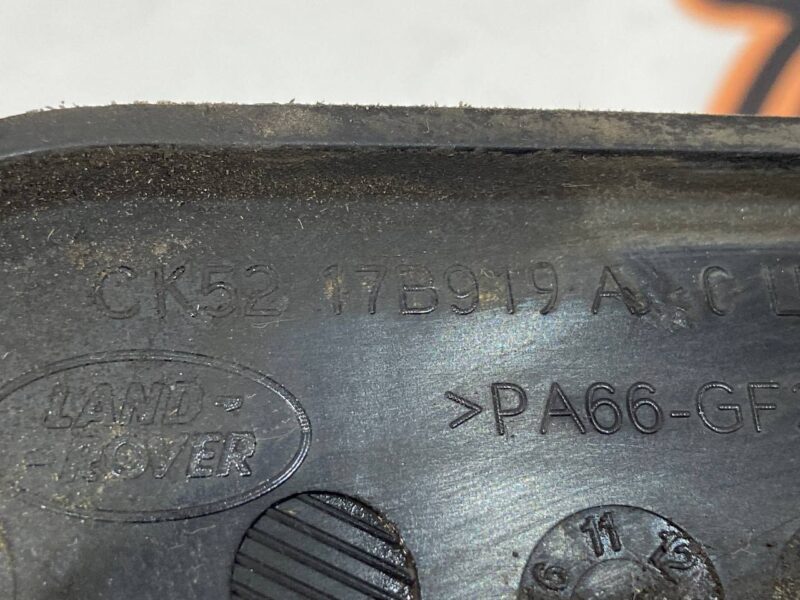 CK52 17B919 A
LAND-
-ROVER
>PA66-GF
11